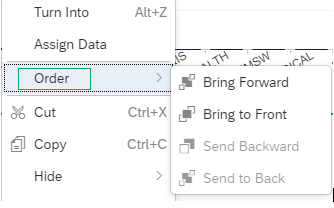 Turn Into Alt+Z
Assign Data
Order
Cut Ctrl+X
Copy Ctrl+C
Hide
Bring Forward
Bring to Front
Send Backward
Send to Back